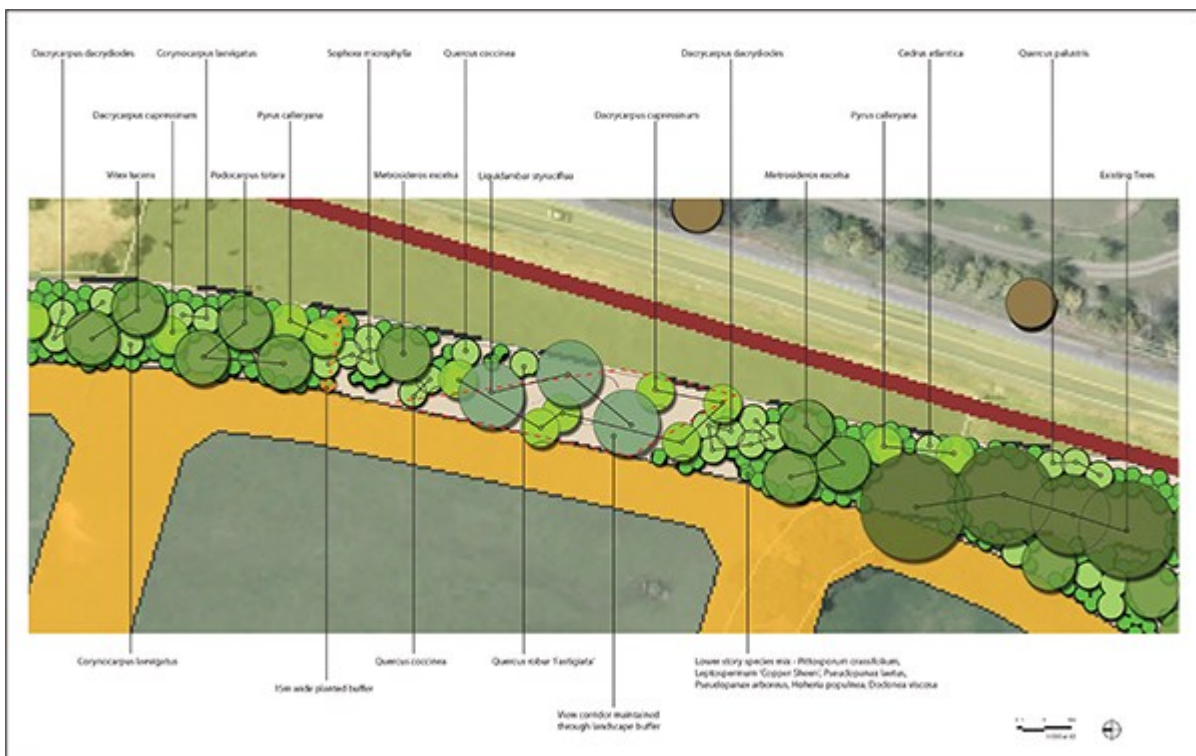 Dacrycarpus dacrydiodes
Corynocarpus laevigatus
Sophora microphylla
Quercus coccinea
Dacrycarpus dacrydiodes
Cedrus atlantica
Quercus palustris
Dacrycarpus cupressinum
Pyrus calleryana
Dacrycarpus cupressinum
Pyrus calleryana
Vitex lucens
Podocarpus totara
Metrosideros excelsa
Liquidambar styraciflua
Metrosideros excelsa
Existing Trees
Corynocarpus laevigatus
Quercus coccinea
Quercus robur 'Fastigiata'
Lower story species mix - Pittosporum crassifolium,
Leptospermum 'Copper Sheen', Pseudopanax laetus,
Pseudopanax arboreus, Hoheria populnea, Dodonea viscosa
15m wide planted buffer
View corridor maintained
through landscape buffer